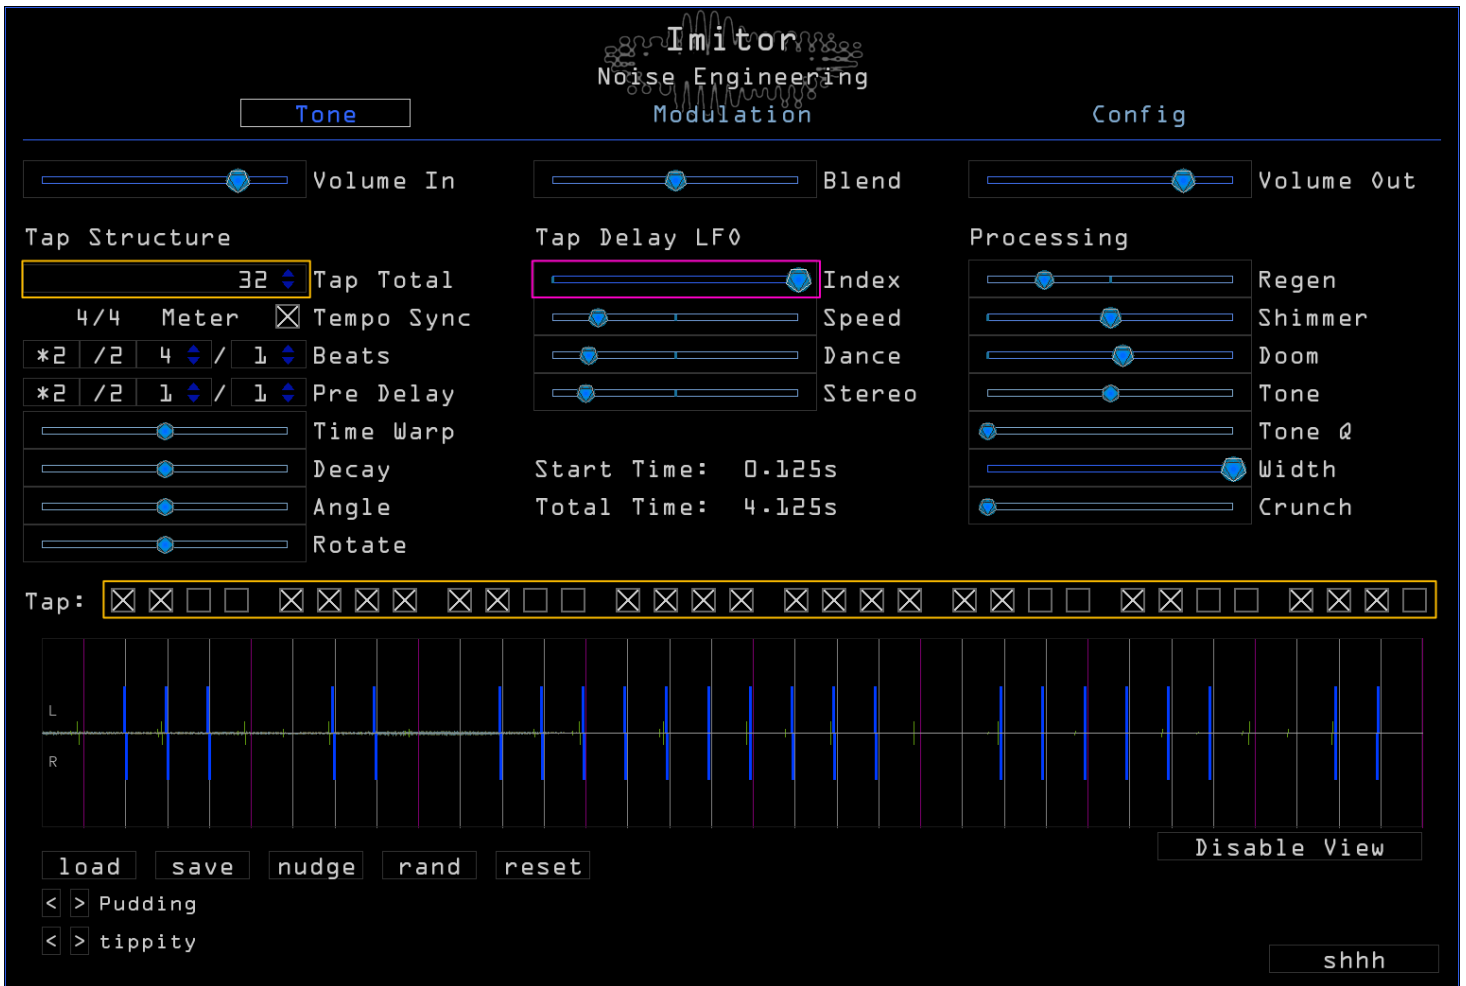 Imitor
Noise Engineering
Tone Modulation Config
Volume In Blend Volume Out
Tap Structure Tap Delay LFO Processing
32 Tap Total Index Regen
4/4 Meter Tempo Sync Speed Shimmer
*2 /2 4 / 1 Beats Dance Doom
*2 /2 1 / 1 Pre Delay Stereo Tone
Time Warp Tone Q
Decay Start Time: 0.125s Width
Angle Total Time: 4.125s Crunch
Rotate
Tap:
L
R
Disable View
load save nudge rand reset
< > Pudding
< > tippity
shhh